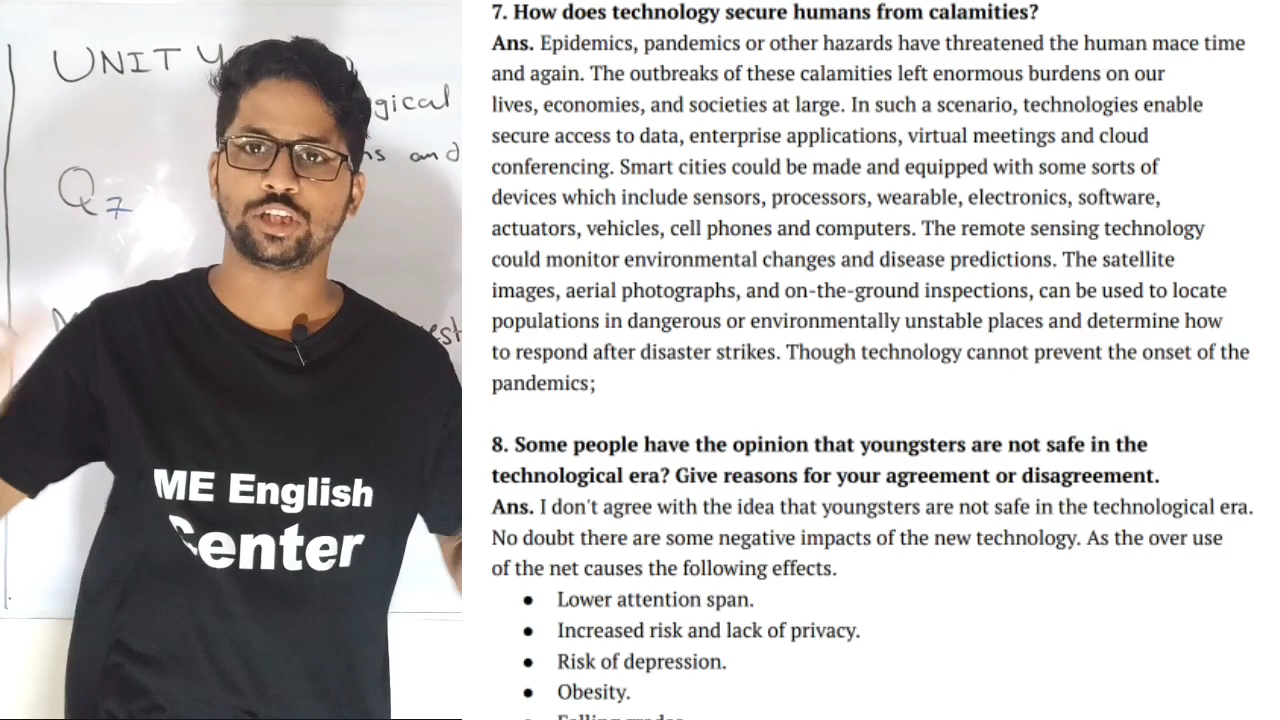 UNIT 4
gical
ns and
Q7
est
ME English
Center
7. How does technology secure humans from calamities?
Ans. Epidemics, pandemics or other hazards have threatened the human mace time
and again. The outbreaks of these calamities left enormous burdens on our
lives, economies, and societies at large. In such a scenario, technologies enable
secure access to data, enterprise applications, virtual meetings and cloud
conferencing. Smart cities could be made and equipped with some sorts of
devices which include sensors, processors, wearable, electronics, software,
actuators, vehicles, cell phones and computers. The remote sensing technology
could monitor environmental changes and disease predictions. The satellite
images, aerial photographs, and on-the-ground inspections, can be used to locate
populations in dangerous or environmentally unstable places and determine how
to respond after disaster strikes. Though technology cannot prevent the onset of the
pandemics;
8. Some people have the opinion that youngsters are not safe in the
technological era? Give reasons for your agreement or disagreement.
Ans. I don't agree with the idea that youngsters are not safe in the technological era.
No doubt there are some negative impacts of the new technology. As the over use
of the net causes the following effects.
• Lower attention span.
• Increased risk and lack of privacy.
• Risk of depression.
• Obesity.